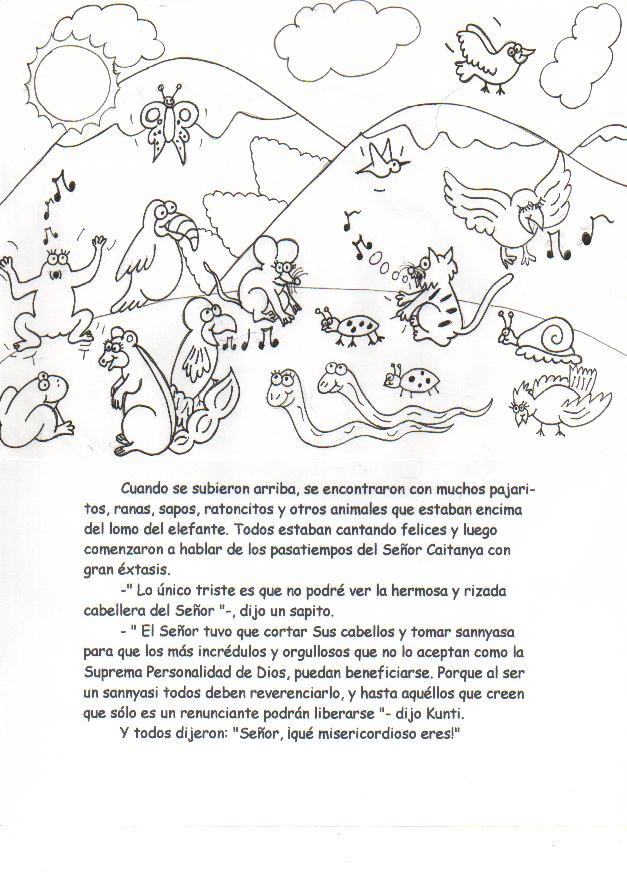 Cuando se subieron arriba, se encontraron con muchos pajari-
tos, ranas, sapos, ratoncitos y otros animales que estaban encima
del lomo del elefante. Todos estaban cantando felices y luego
comenzaron a hablar de los pasatiempos del Señor Caitanya con
gran éxtasis.
-" Lo único triste es que no podré ver la hermosa y rizada
cabellera del Señor "-, dijo un sapito.
- " El Señor tuvo que cortar Sus cabellos y tomar sannyasa
para que los más incrédulos y orgullosos que no lo aceptan como la
Suprema Personalidad de Dios, puedan beneficiarse. Porque al ser
un sannyasi todos deben reverenciarlo, y hasta aquéllos que creen
que sólo es un renunciante podrán liberarse "- dijo Kunti.
Y todos dijeron: "Señor, ¡qué misericordioso eres!"